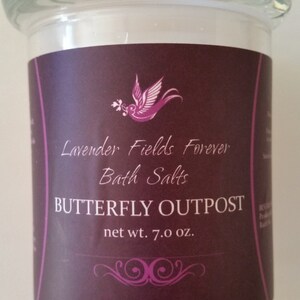 Lavender Fields Forever
Bath Salts
BUTTERFLY OUTPOST
net wt. 7.0 oz.